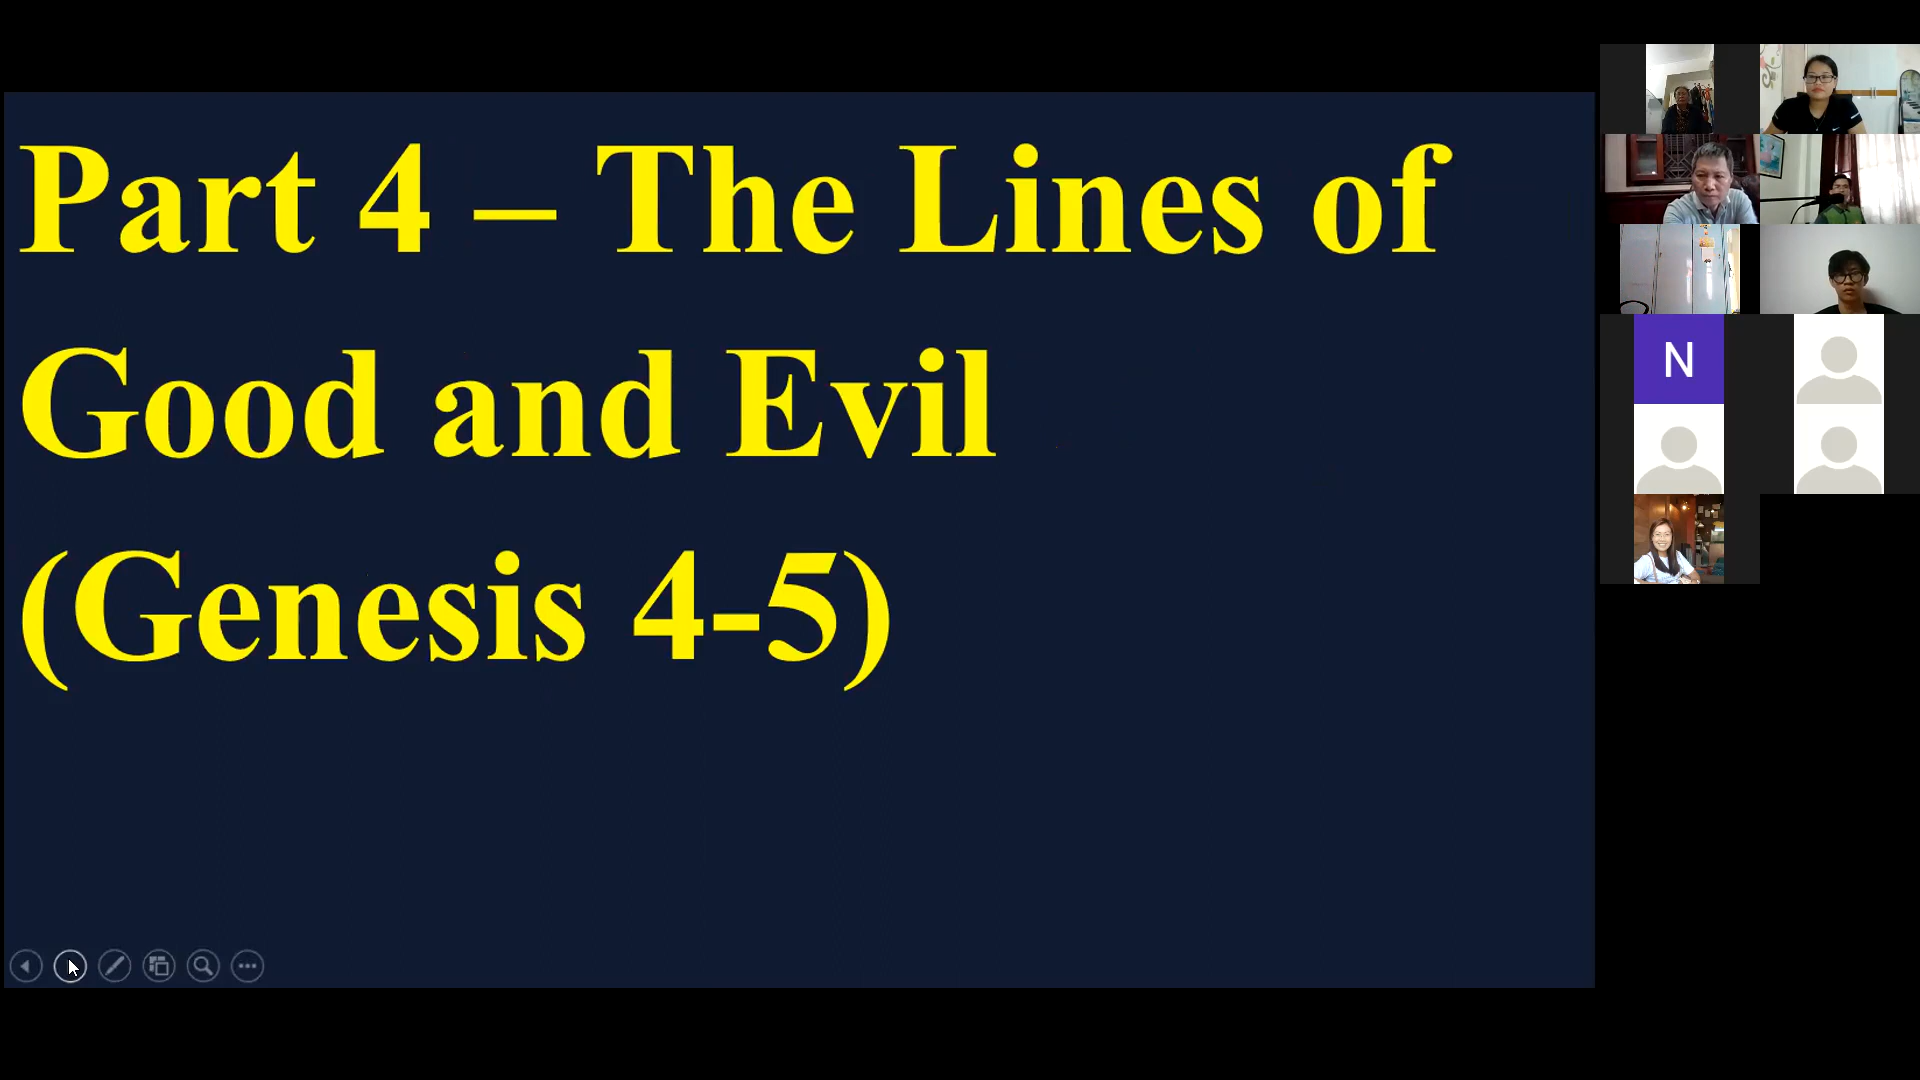 Part 4 – The Lines of
Good and Evil
(Genesis 4-5)
N